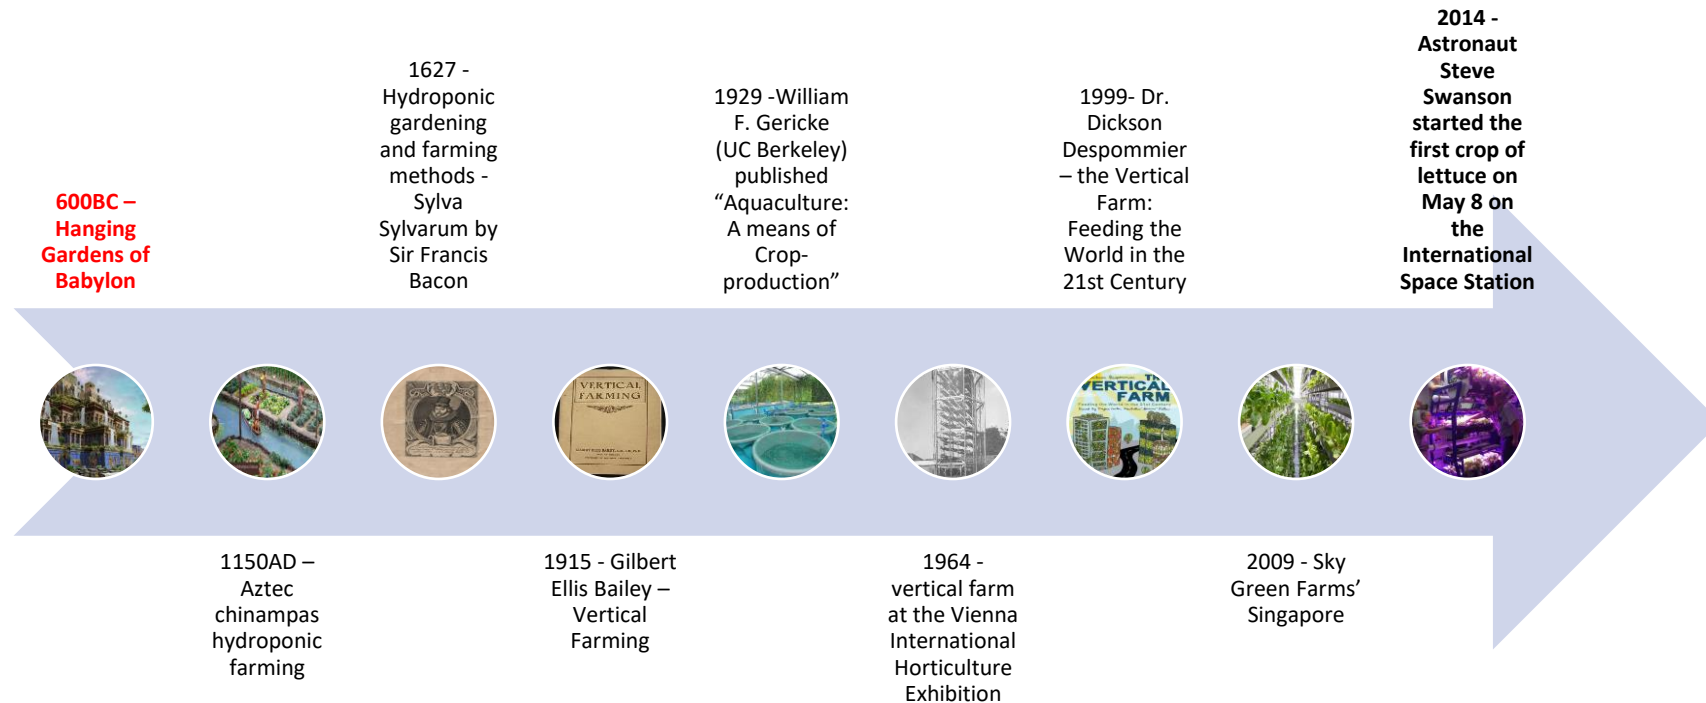 600BC –
Hanging
Gardens of
Babylon
1150AD –
Aztec
chinampas
hydroponic
farming
1627 -
Hydroponic
gardening
and farming
methods -
Sylva
Sylvarum by
Sir Francis
Bacon
1915 - Gilbert
Ellis Bailey –
Vertical
Farming
VERTICAL
FARMING
1929 -William
F. Gericke
(UC Berkeley)
published
“Aquaculture:
A means of
Crop-
production”
1964 -
vertical farm
at the Vienna
International
Horticulture
Exhibition
1999- Dr.
Dickson
Despommier
– the Vertical
Farm:
Feeding the
World in the
21st Century
VERTICAL
FARM
2009 - Sky
Green Farms’
Singapore
2014 -
Astronaut
Steve
Swanson
started the
first crop of
lettuce on
May 8 on
the
International
Space Station